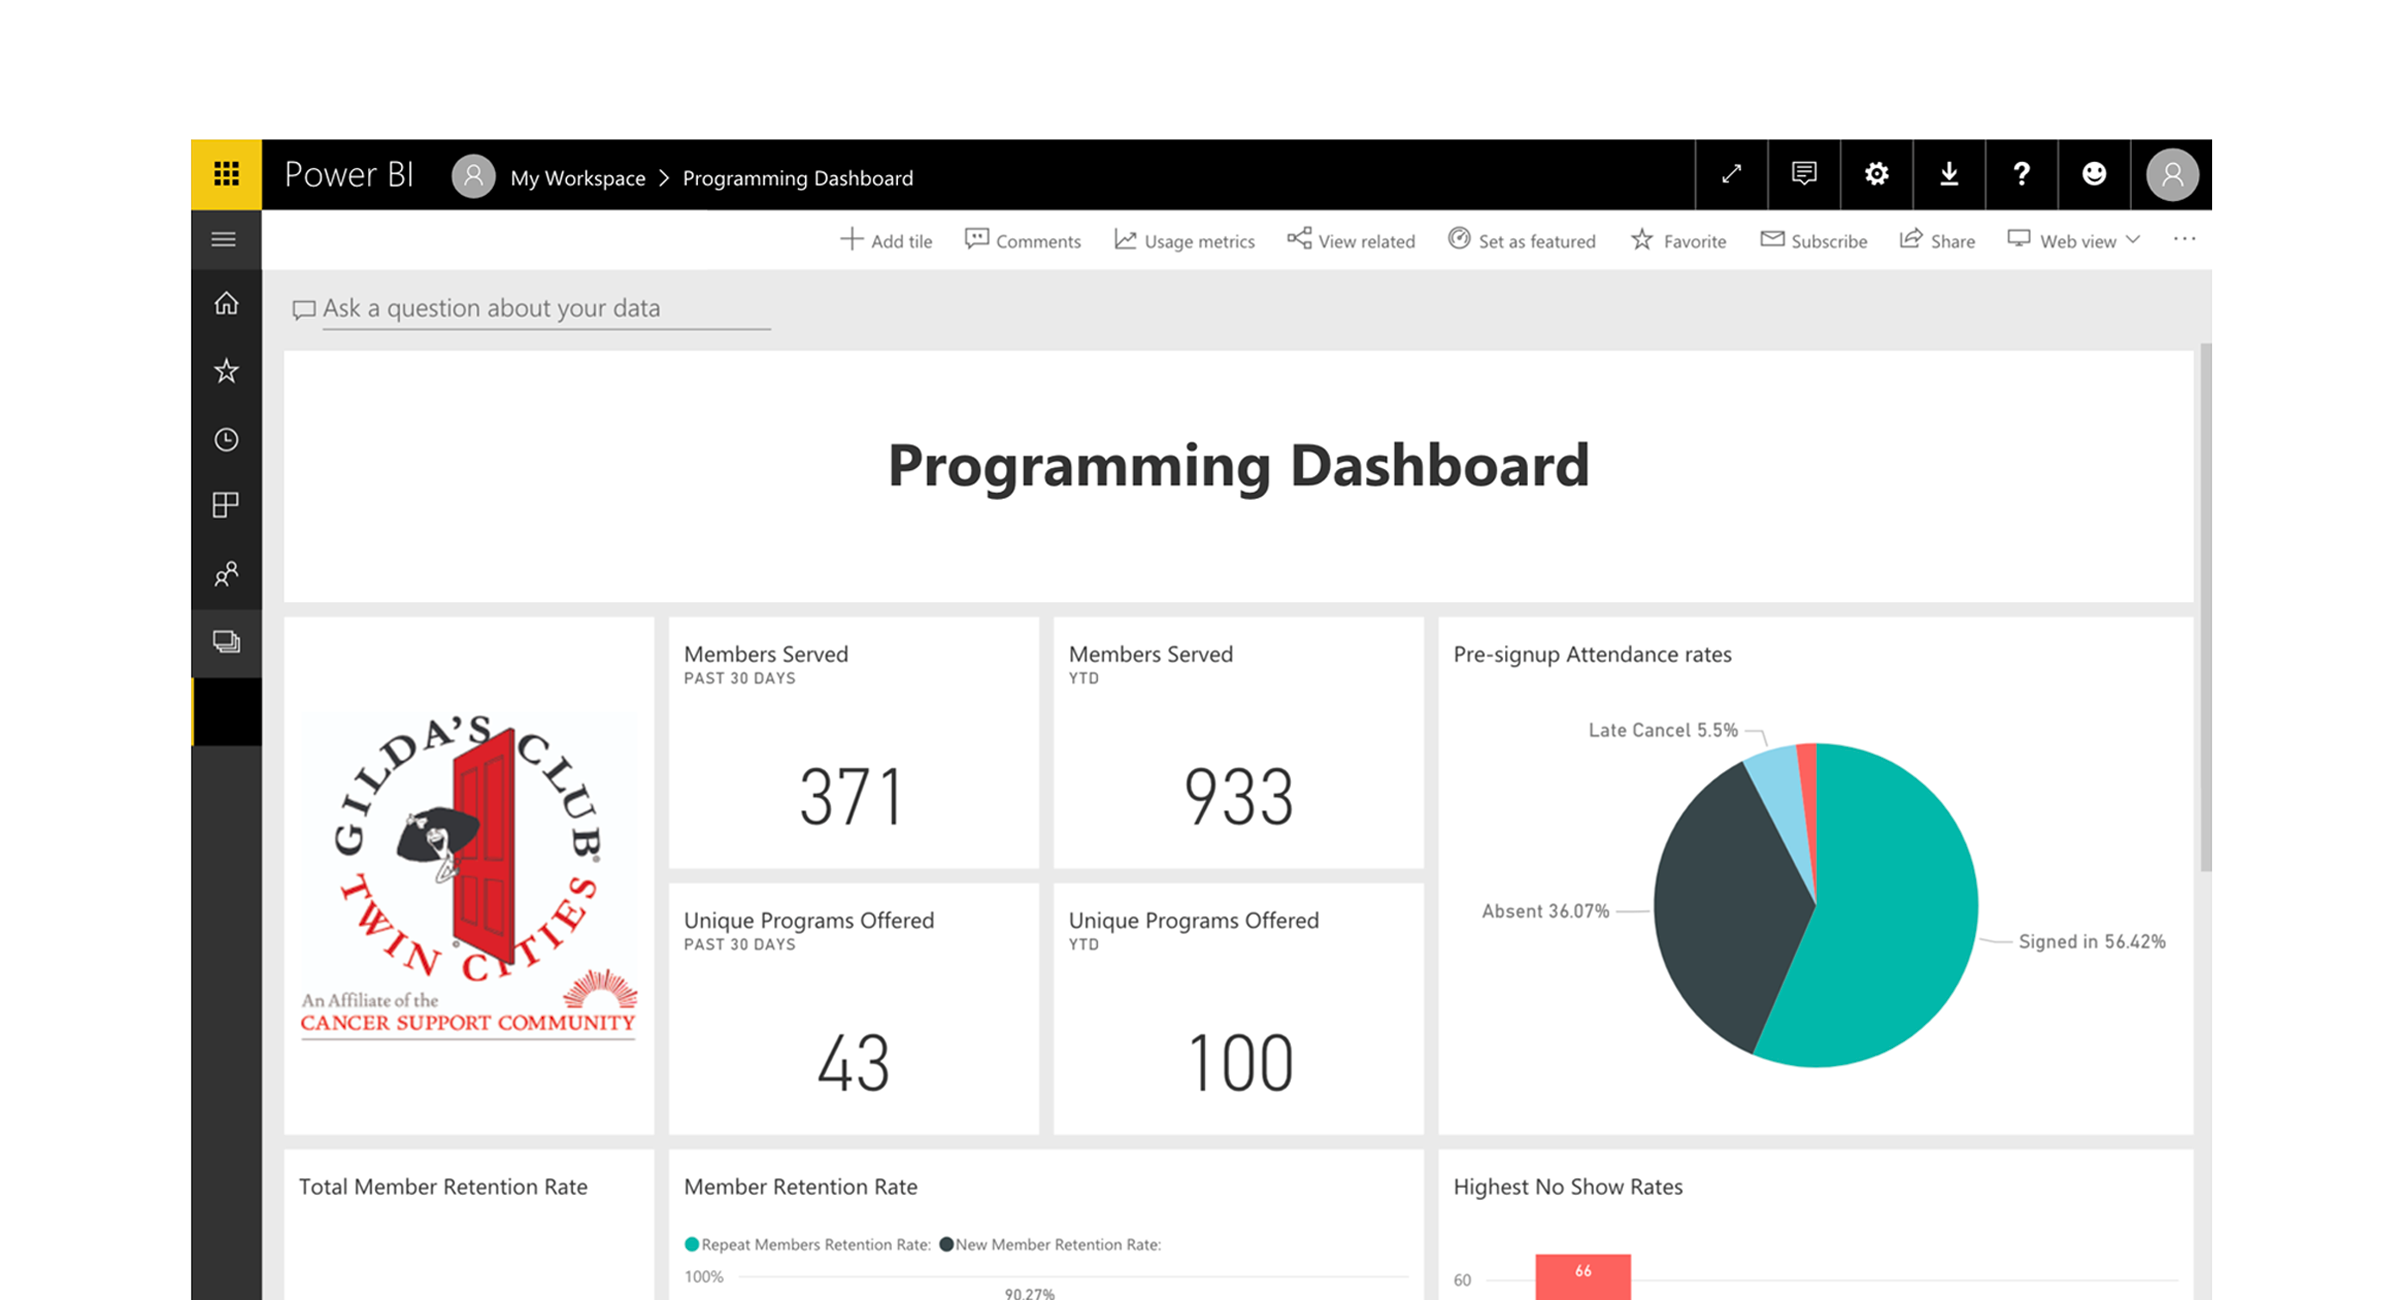 Power BI
My Workspace > Programming Dashboard
Add tile
Comments
Usage metrics
View related
Set as featured
Favorite
Subscribe
Share
Web view
Ask a question about your data
Programming Dashboard
GILDA'S CLUB®
TWIN CITIES
An Affiliate of the
CANCER SUPPORT COMMUNITY
Members Served
PAST 30 DAYS
371
Members Served
YTD
933
Unique Programs Offered
PAST 30 DAYS
43
Unique Programs Offered
YTD
100
Pre-signup Attendance rates
Late Cancel 5.5%
Absent 36.07%
Signed in 56.42%
Total Member Retention Rate
Member Retention Rate
Repeat Members Retention Rate:
New Member Retention Rate:
100%
90.27%
Highest No Show Rates
60
66